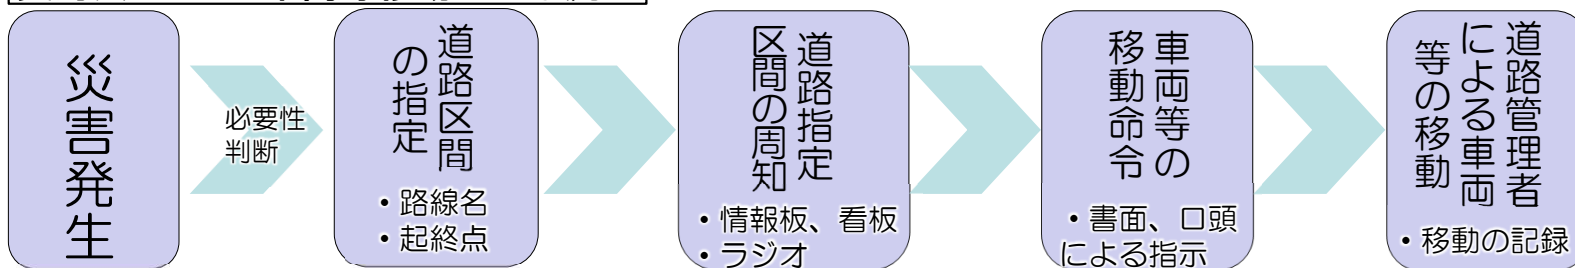 災害発生
必要性
判断
道路区間
の指定
・路線名
・起終点
道路指定
区間の周知
・情報板、看板
・ラジオ
車両等の
移動命令
・書面、口頭
による指示
道路管理者
による車両
等の移動
・移動の記録